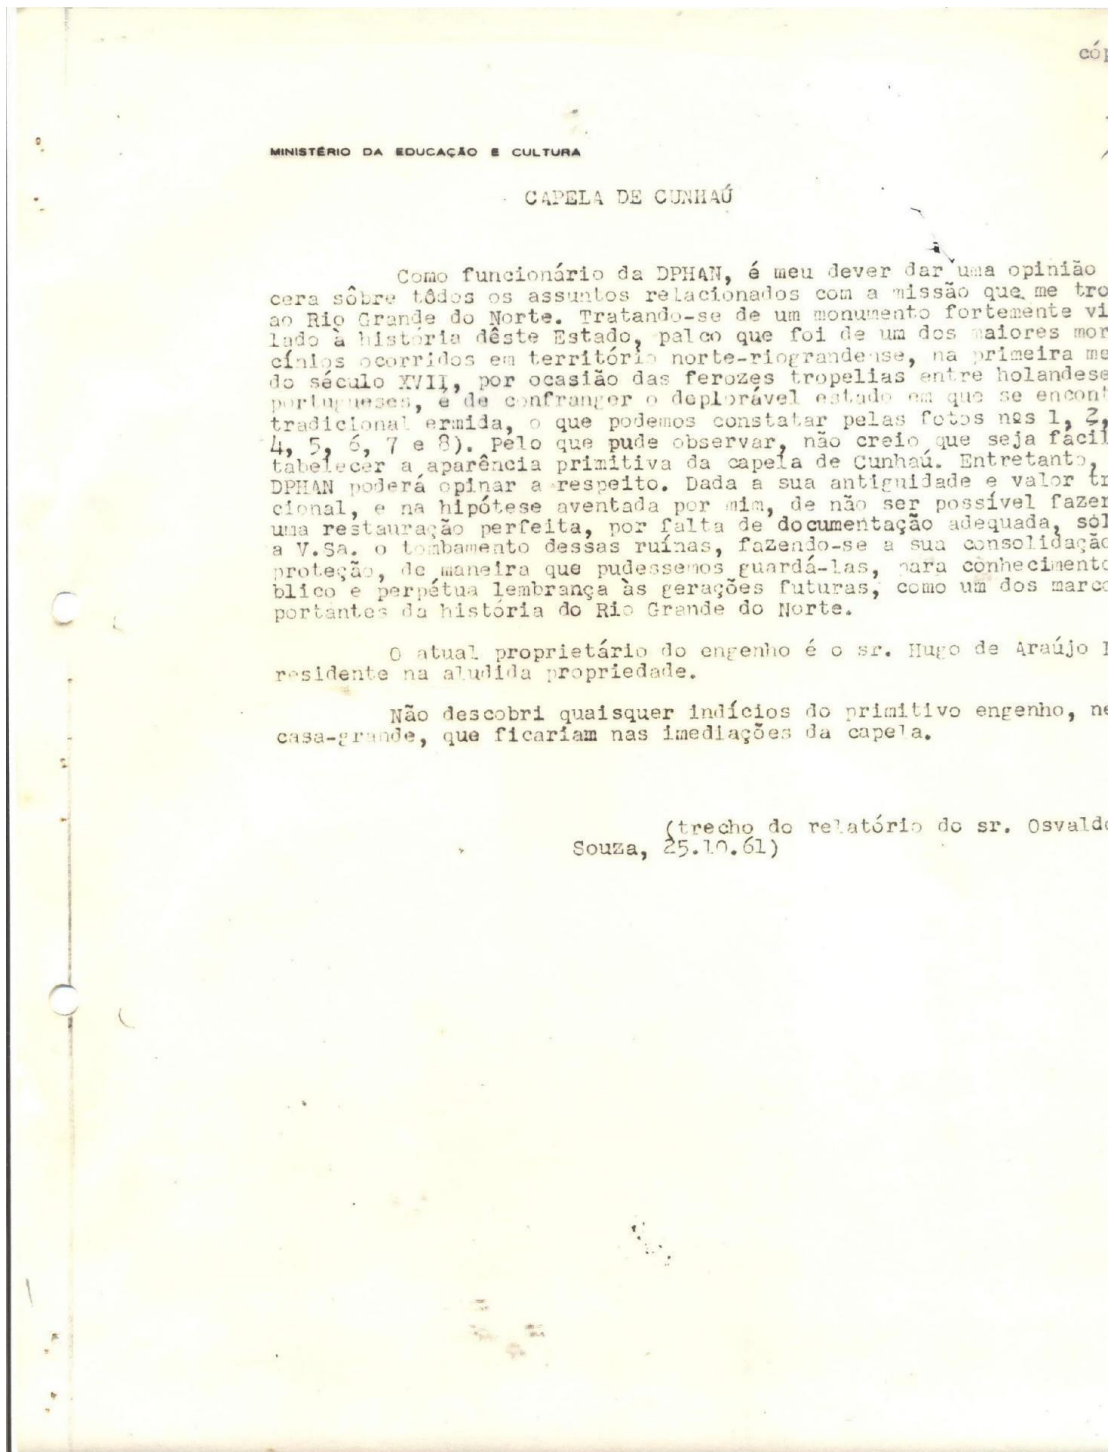 cóp
MINISTÉRIO DA EDUCAÇÃO E CULTURA
CAPELA DE CUNHAÚ
Como funcionário da DPHAN, é meu dever dar uma opinião
cera sôbre tôdos os assuntos relacionados com a missão que me tro
ao Rio Grande do Norte. Tratando-se de um monumento fortemente vi
lado à história dêste Estado, palco que foi de um dos maiores mor
cínios ocorridos em território norte-riograndense, na primeira me
do século XVII, por ocasião das ferozes tropelias entre holandese
portugueses, é de confranger o deplorável estado em que se encont
tradicional ermida, o que podemos constatar pelas fotos nºs 1, 2,
4, 5, 6, 7 e 8). Pelo que pude observar, não creio que seja fácil
tabelecer a aparência primitiva da capela de Cunhaú. Entretanto,
DPHAN poderá opinar a respeito. Dada a sua antiguidade e valor tr
cional, e na hipótese aventada por mim, de não ser possível fazer
uma restauração perfeita, por falta de documentação adequada, sol
a V.Sa. o tombamento dessas ruínas, fazendo-se a sua consolidação
proteção, de maneira que pudessemos guardá-las, para conhecimento
blico e perpétua lembrança às gerações futuras, como um dos marco
portantes da história do Rio Grande do Norte.
O atual proprietário do engenho é o sr. Hugo de Araújo
residente na aludida propriedade.
Não descobri quaisquer indícios do primitivo engenho, ne
casa-grande, que ficariam nas imediações da capela.
(trecho do relatório do sr. Osvald
Souza, 25.10.61)